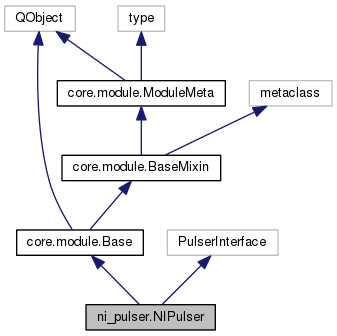 QObject
type
core.module.ModuleMeta
metaclass
core.module.BaseMixin
core.module.Base
PulserInterface
ni_pulser.NIPulser